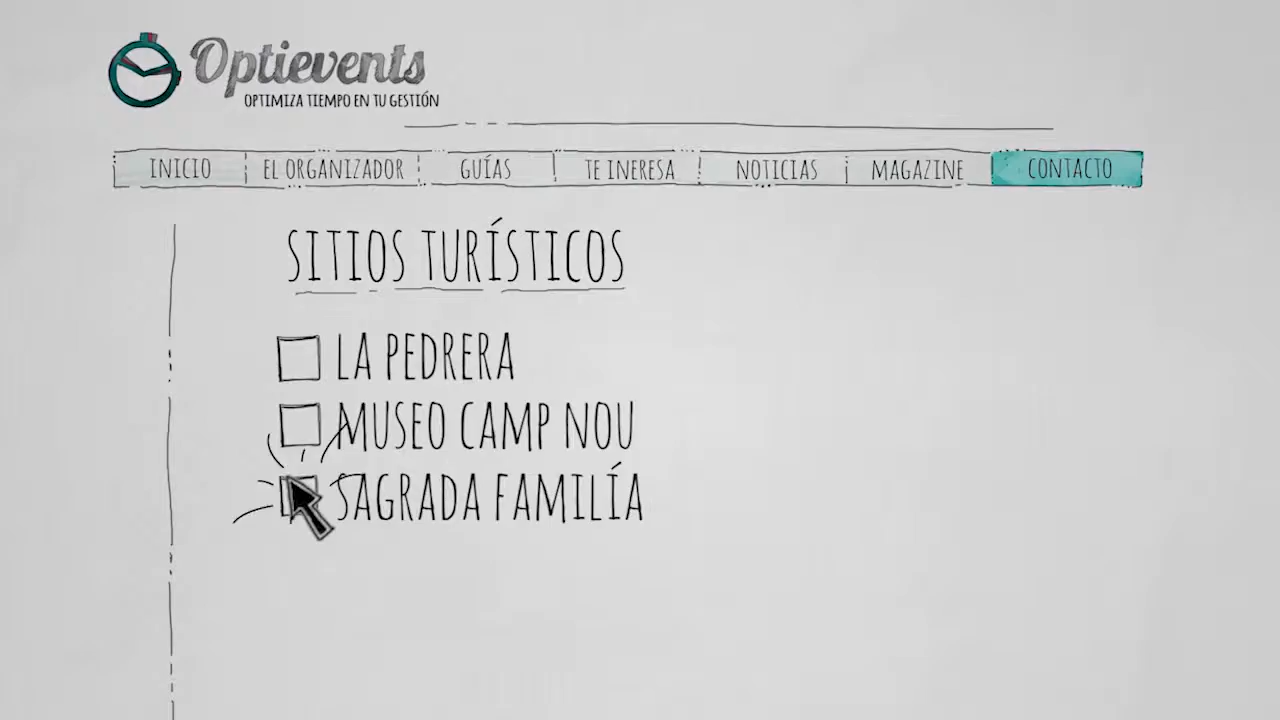 Optievents
OPTIMIZA TIEMPO EN TU GESTIÓN
INICIO EL ORGANIZADOR GUÍAS TE INERESA NOTICIAS MAGAZINE CONTACTO
SITIOS TURÍSTICOS
LA PEDRERA
MUSEO CAMP NOU
SAGRADA FAMILÍA